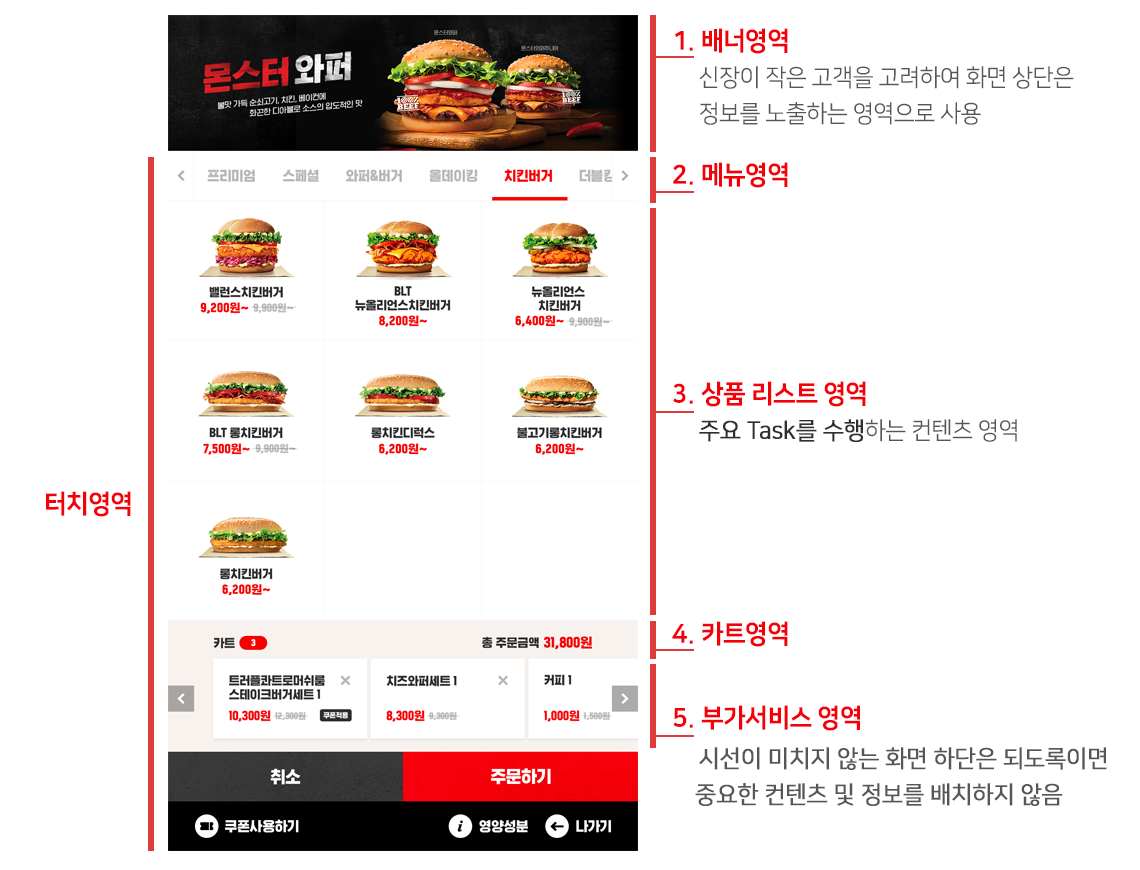 몬스터와퍼
몬스터와퍼주니어
몬스터 와퍼
불맛 가득 순쇠고기, 치킨, 베이컨에
화끈한 디아블로 소스의 압도적인 맛
100%
BEEF
100%
BEEF
1. 배너영역
신장이 작은 고객을 고려하여 화면 상단은
정보를 노출하는 영역으로 사용
프리미엄 스페셜 와퍼&버거 올데이킹 치킨버거 더블킹
2. 메뉴영역
밸런스치킨버거
9,200원~ 9,900원~
BLT
뉴올리언스치킨버거
8,200원~
뉴올리언스
치킨버거
6,400원~ 9,900원~
BLT 롱치킨버거
7,500원~ 9,900원~
롱치킨디럭스
6,200원~
불고기롱치킨버거
6,200원~
롱치킨버거
6,200원~
3. 상품 리스트 영역
주요 Task를 수행하는 컨텐츠 영역
터치영역
카트 3
총 주문금액 31,800원
4. 카트영역
트러플콰트로머쉬룸
스테이크버거세트 1
10,300원 12,300원 쿠폰적용
치즈와퍼세트 1
8,300원 9,300원
커피 1
1,000원 1,500원
5. 부가서비스 영역
시선이 미치지 않는 화면 하단은 되도록이면
중요한 컨텐츠 및 정보를 배치하지 않음
취소 주문하기
쿠폰사용하기 영양성분 나가기